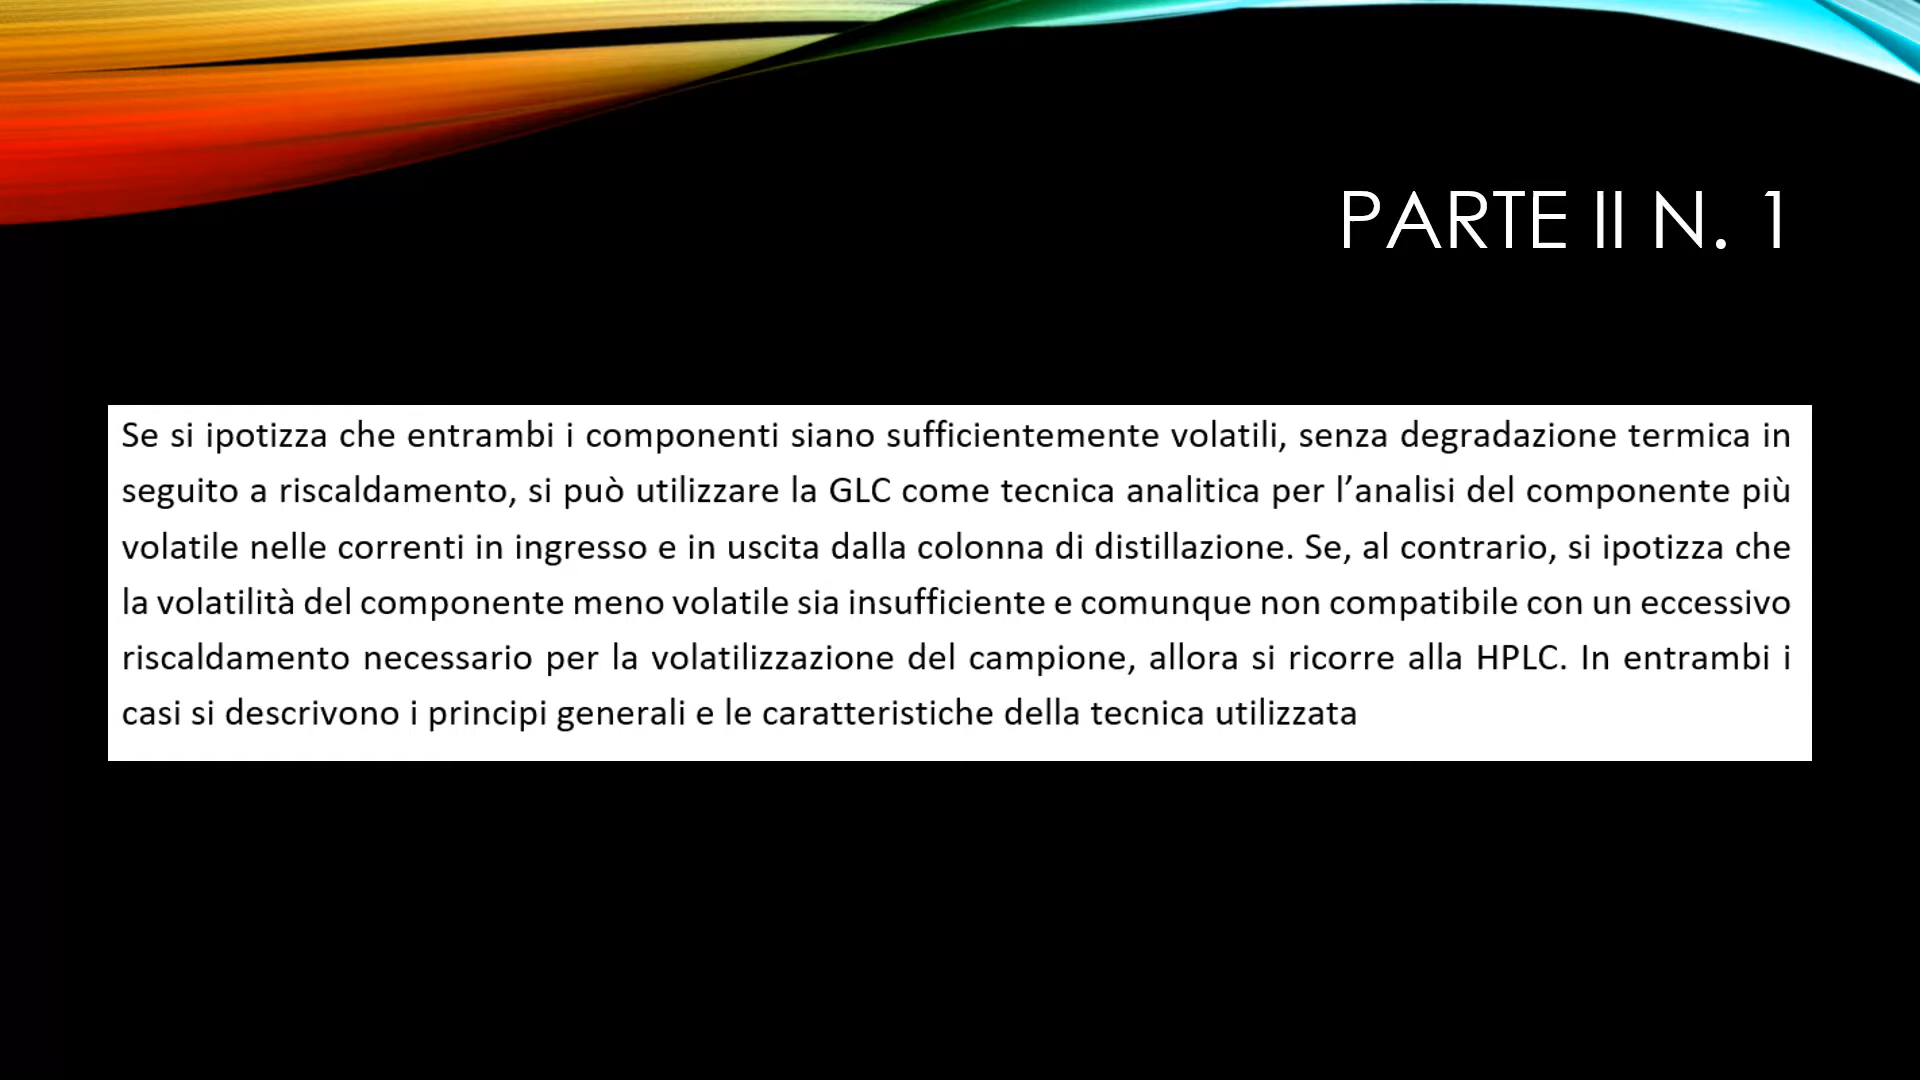 PARTE II N. 1
Se si ipotizza che entrambi i componenti siano sufficientemente volatili, senza degradazione termica in
seguito a riscaldamento, si può utilizzare la GLC come tecnica analitica per l’analisi del componente più
volatile nelle correnti in ingresso e in uscita dalla colonna di distillazione. Se, al contrario, si ipotizza che
la volatilità del componente meno volatile sia insufficiente e comunque non compatibile con un eccessivo
riscaldamento necessario per la volatilizzazione del campione, allora si ricorre alla HPLC. In entrambi i
casi si descrivono i principi generali e le caratteristiche della tecnica utilizzata